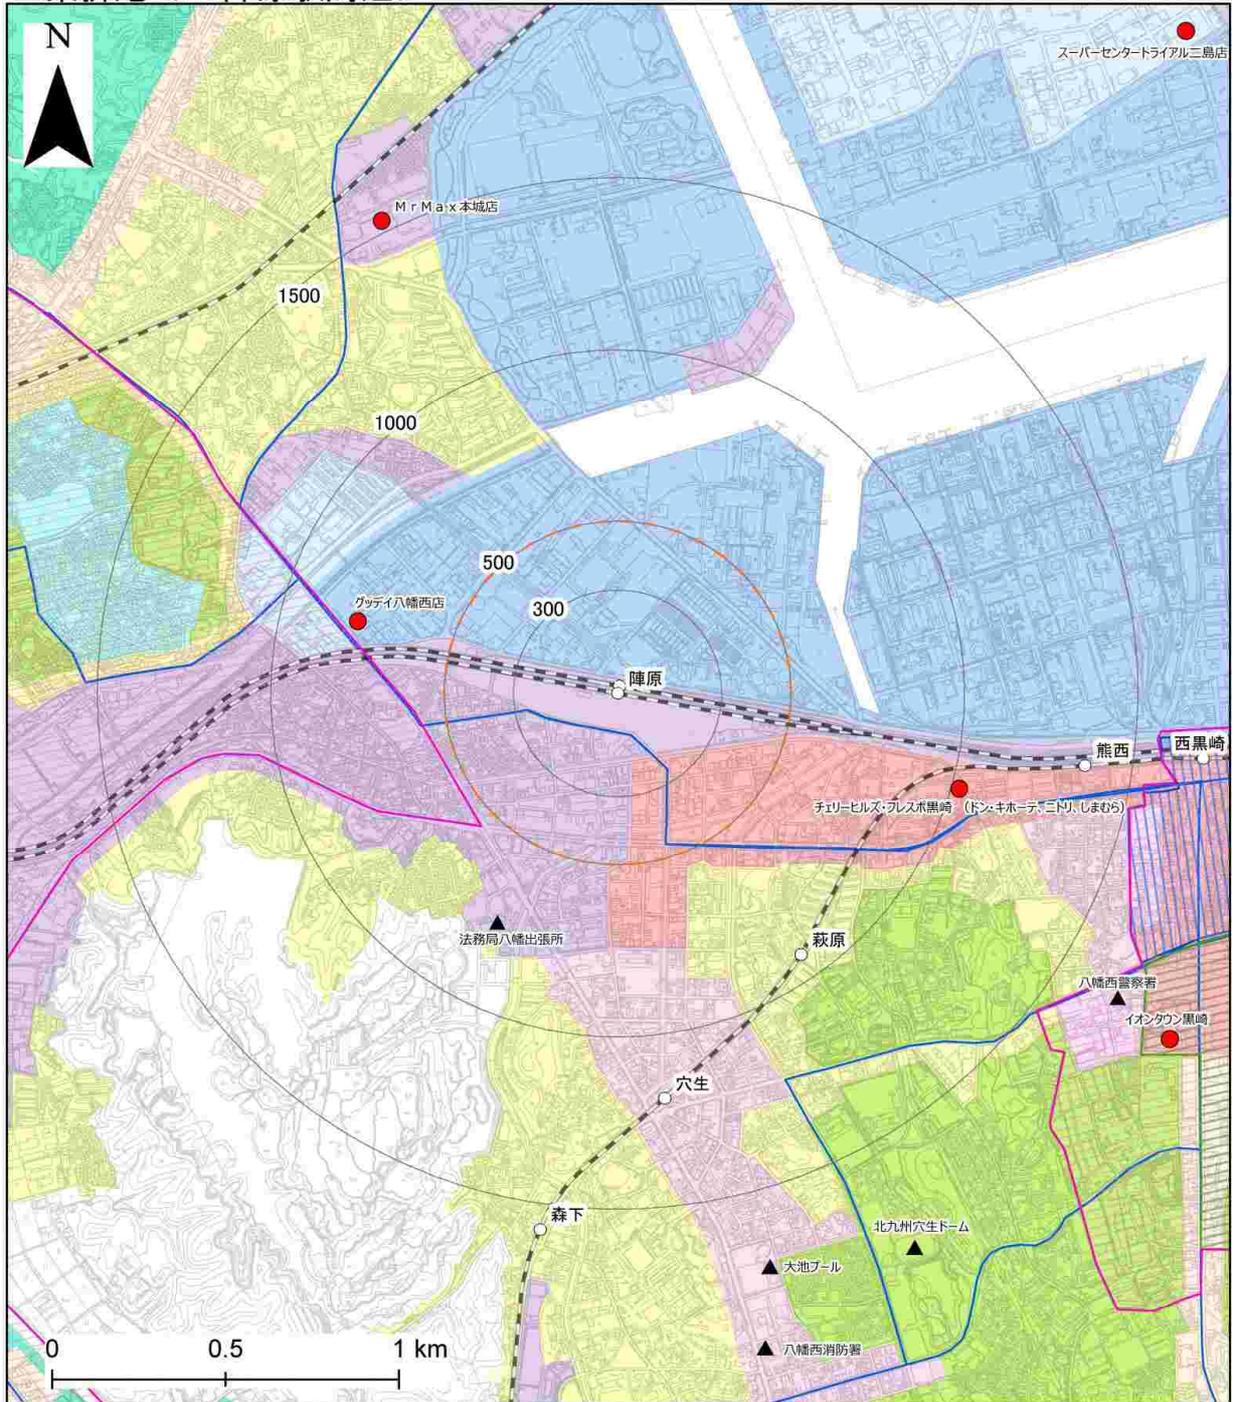 N
スーパーセンタートライアル二島店
ＭｒＭａｘ本城店
1500
1000
500
グッデイ八幡西店
300
陣原
熊西
西黒崎
チェリーヒルズ・フレスポ黒崎　(ドン・キホーテ、ニトリ、しまむら)
法務局八幡出張所
萩原
八幡西警察署
イオンタウン黒崎
穴生
森下
北九州穴生ドーム
大池プール
八幡西消防署
0 0.5 1 km